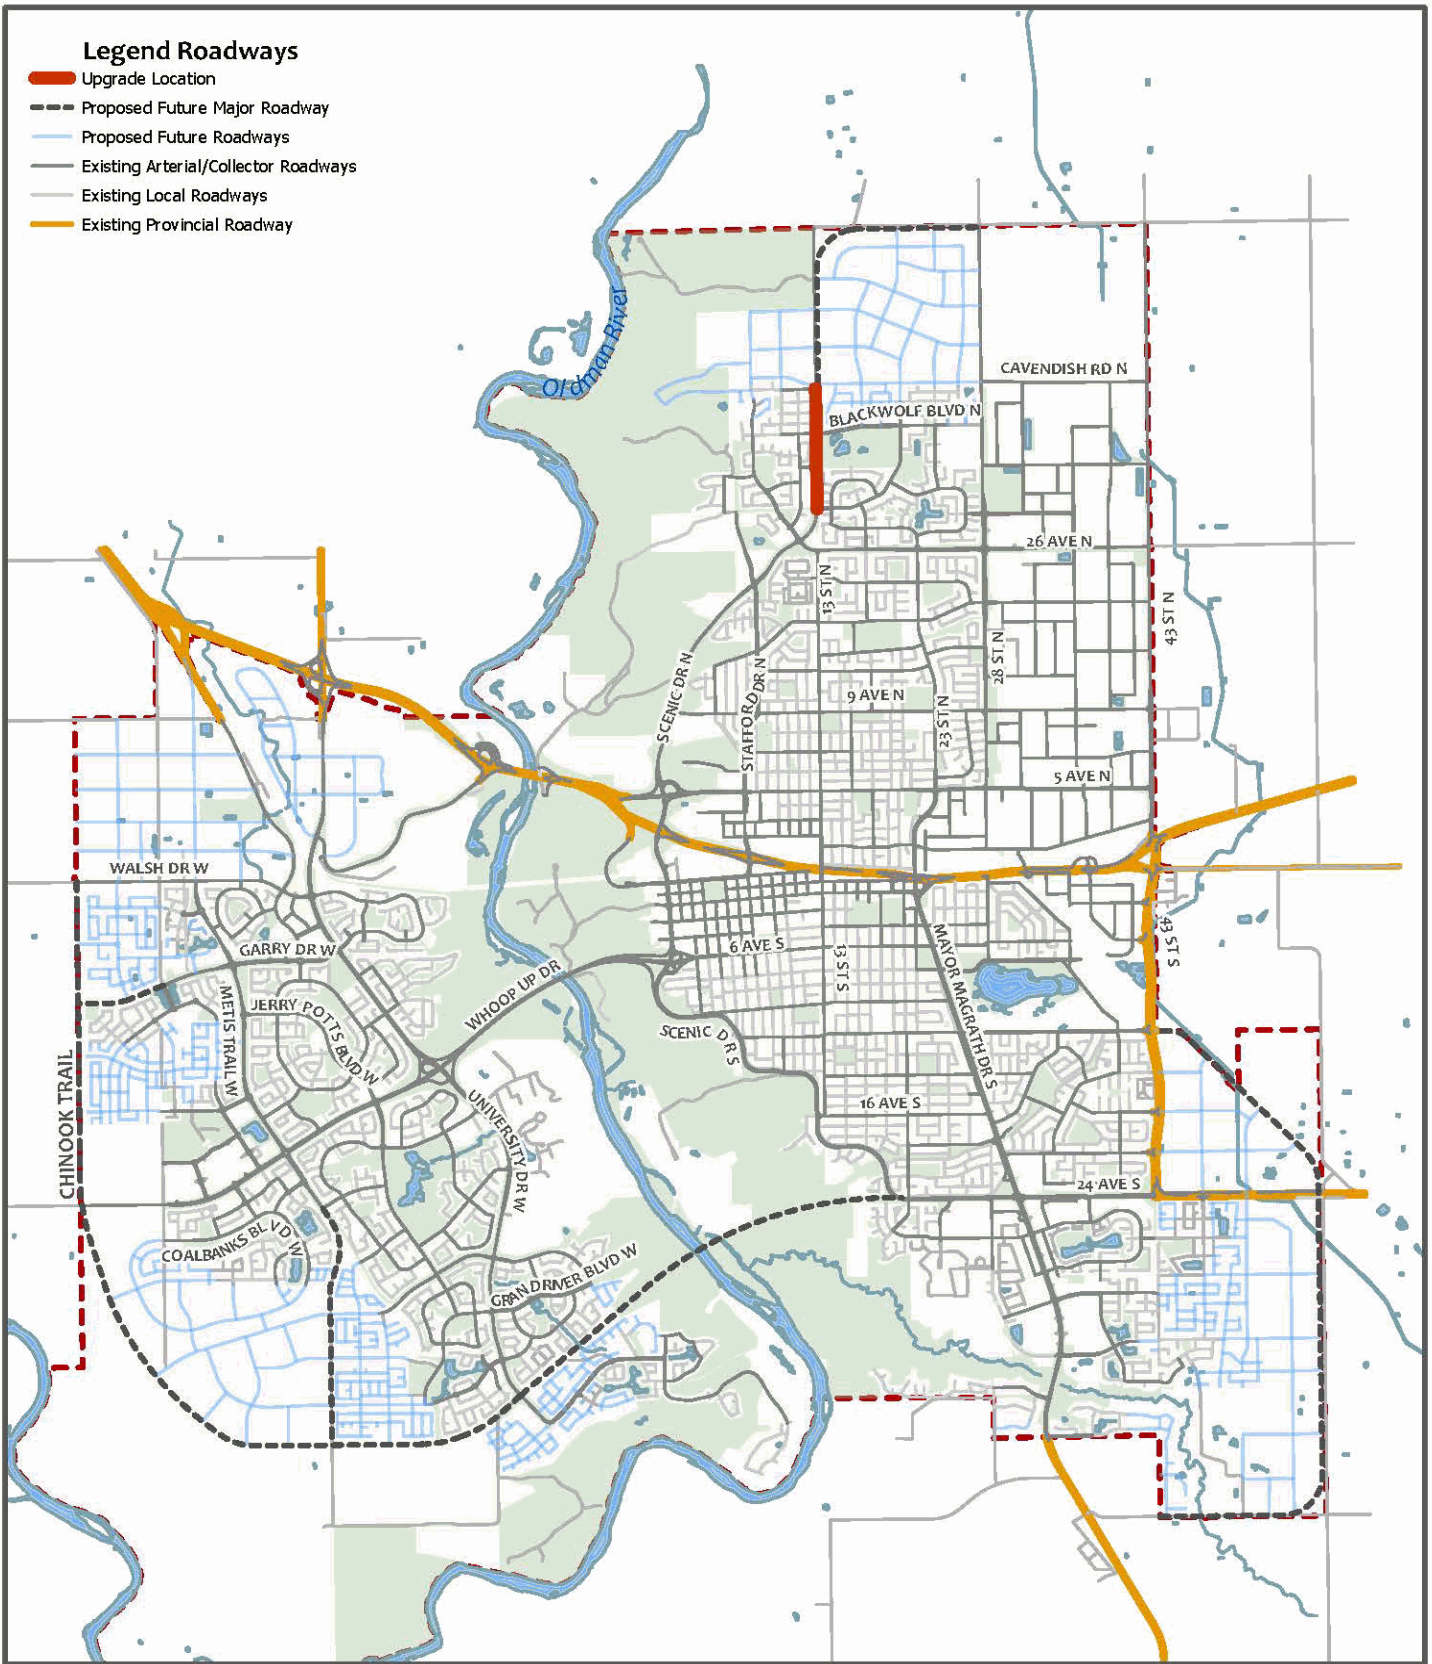 Legend Roadways
Upgrade Location
Proposed Future Major Roadway
Proposed Future Roadways
Existing Arterial/Collector Roadways
Existing Local Roadways
Existing Provincial Roadway
Oldman River
CAVENDISH RD N
BLACKWOLF BLVD N
26 AVE N
13 ST N
43 ST N
28 ST N
SCENIC DR N
STAFFORD DR N
9 AVE N
23 ST N
5 AVE N
WALSH DR W
GARRY DR W
6 AVE S
13 ST S
MAYOR MAGRATH DR S
43 ST S
WHOOP UP DR
METIS TRAIL W
JERRY POTTS BLVD W
SCENIC DR S
CHINOOK TRAIL
UNIVERSITY DR W
16 AVE S
24 AVE S
COALBANKS BLVD W
GRANDRIVER BLVD W